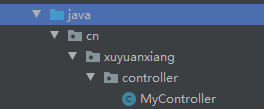 java
cn
xuyuanxiang
controller
MyController